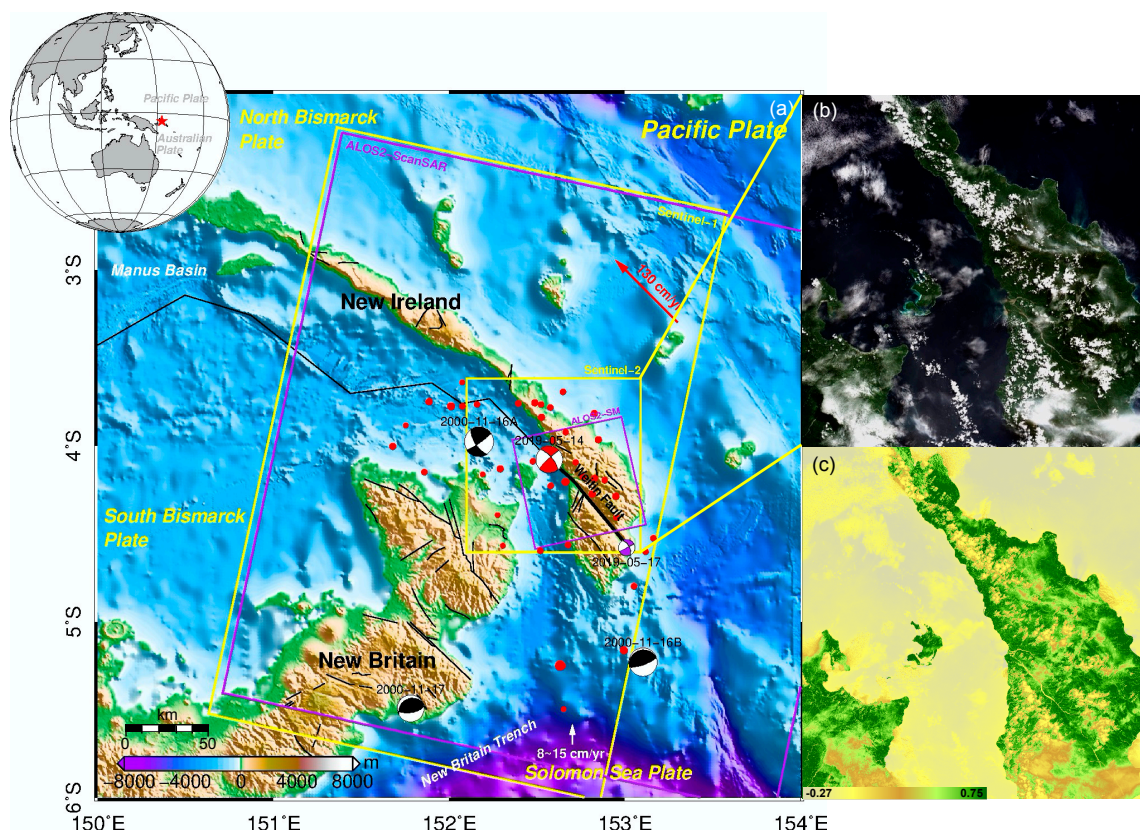 Pacific Plate
Australian
Plate
(a)
(b)
North Bismarck
Plate
Pacific Plate
ALOS2-ScanSAR
Sentinel-1
3°S
Manus Basin
130 cm/yr
New Ireland
Sentinel-2
ALOS2-SM
2000-11-16A
2019-05-14
4°S
Weitin Fault
(c)
South Bismarck
Plate
2019-05-17
5°S
2000-11-16B
New Britain
2000-11-17
km
0 50
New Britain Trench
8~15 cm/yr
Solomon Sea Plate
m
-8000 -4000 0 4000 8000
-0.27 0.75
6°S
150°E 151°E 152°E 153°E 154°E